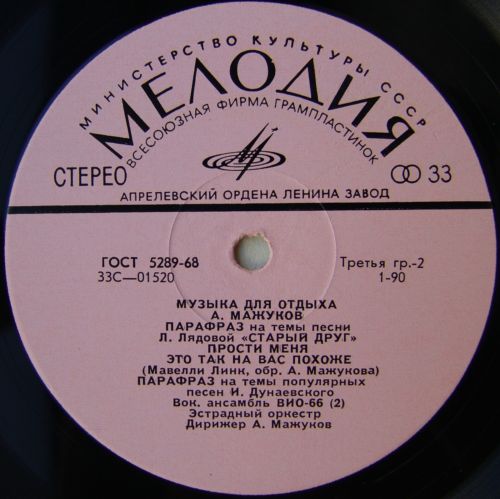 МИНИСТЕРСТВО КУЛЬТУРЫ СССР
МЕЛОДИЯ
ВСЕСОЮЗНАЯ ФИРМА ГРАМПЛАСТИНОК
СТЕРЕО
33
АПРЕЛЕВСКИЙ ОРДЕНА ЛЕНИНА ЗАВОД
ГОСТ 5289-68
Третья гр.-2
33С—01520
1-90
МУЗЫКА ДЛЯ ОТДЫХА
А. МАЖУКОВ
ПАРАФРАЗ на темы песни
Л. Лядовой «СТАРЫЙ ДРУГ»
ПРОСТИ МЕНЯ
ЭТО ТАК НА ВАС ПОХОЖЕ
(Мавелли Линк, обр. А. Мажукова)
ПАРАФРАЗ на темы популярных
песен И. Дунаевского
Вок. ансамбль ВИО-66 (2)
Эстрадный оркестр
Дирижер А. Мажуков